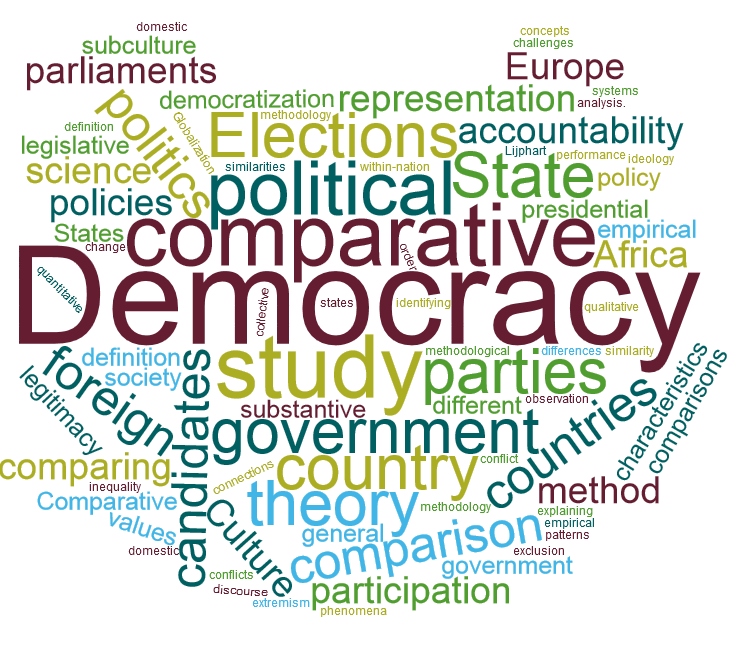 domestic
concepts
subculture
challenges
parliaments
Europe
systems
democratization
representation
analysis.
politics
Globalization
methodology
Elections
accountability
definition
legislative
Lijphart
performance
ideology
science
similarities
within-nation
political
State
policy
policies
presidential
States
comparative
empirical
change
order
Africa
quantitative
Democracy
collective
states
identifying
qualitative
foreign
definition
study
methodological
differences
similarity
society
parties
characteristics
comparisons
legitimacy
candidates
substantive
different
observation
government
countries
comparing
connections
country
conflict
inequality
method
Comparative
theory
methodology
explaining
values
Culture
general
comparison
empirical
patterns
domestic
exclusion
conflicts
government
discourse
extremism
participation
phenomena